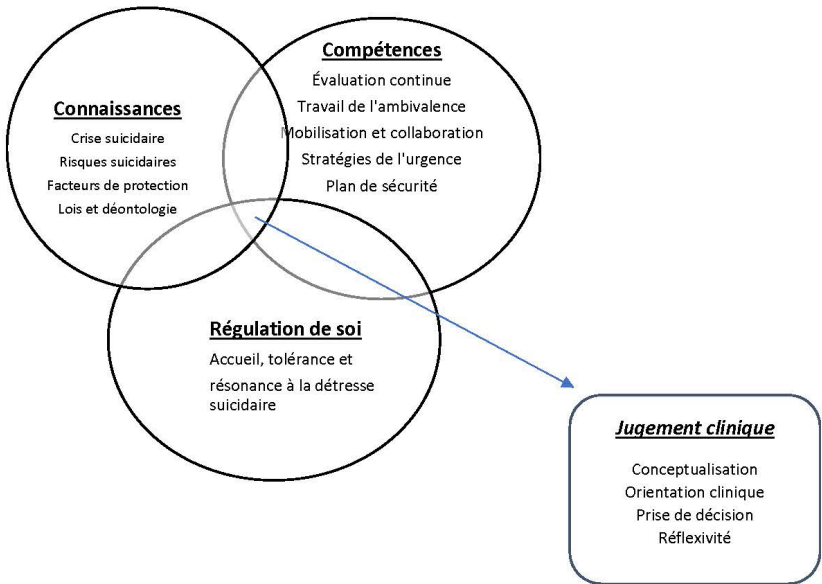 Compétences
Évaluation continue
Travail de l'ambivalence
Mobilisation et collaboration
Stratégies de l'urgence
Plan de sécurité
Connaissances
Crise suicidaire
Risques suicidaires
Facteurs de protection
Lois et déontologie
Régulation de soi
Accueil, tolérance et
résonance à la détresse
suicidaire
Jugement clinique
Conceptualisation
Orientation clinique
Prise de décision
Réflexivité